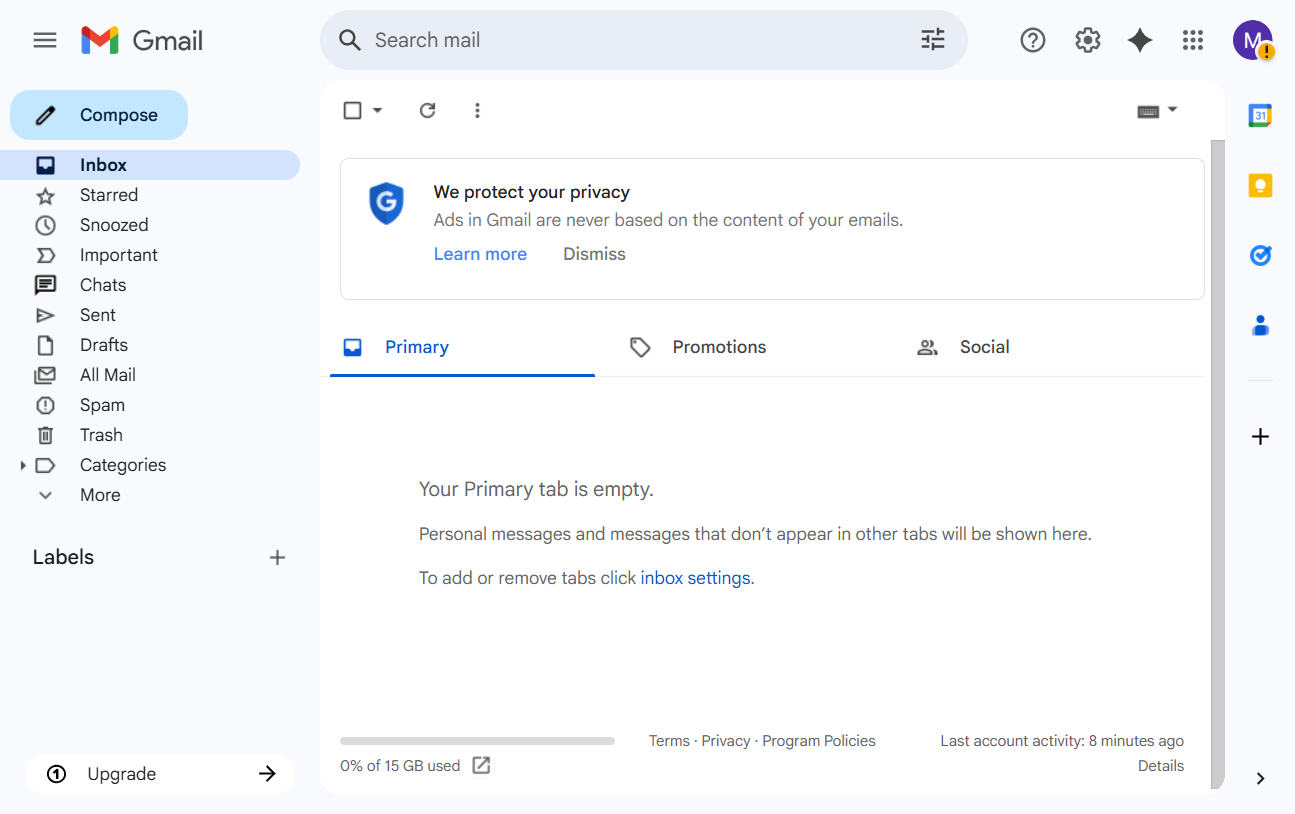 Gmail
Search mail
M
Compose
Inbox
Starred
Snoozed
Important
Chats
Sent
Drafts
All Mail
Spam
Trash
Categories
More
Labels
Upgrade
We protect your privacy
Ads in Gmail are never based on the content of your emails.
Learn more Dismiss
Primary Promotions Social
Your Primary tab is empty.
Personal messages and messages that don’t appear in other tabs will be shown here.
To add or remove tabs click inbox settings.
0% of 15 GB used
Terms · Privacy · Program Policies
Last account activity: 8 minutes ago
Details
31